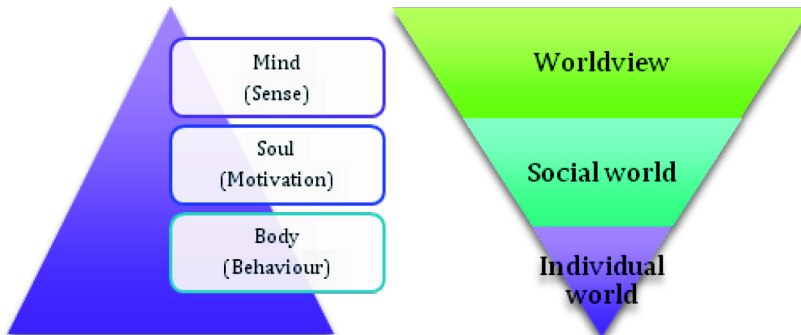 Mind
(Sense)
Soul
(Motivation)
Body
(Behaviour)
Worldview
Social world
Individual
world